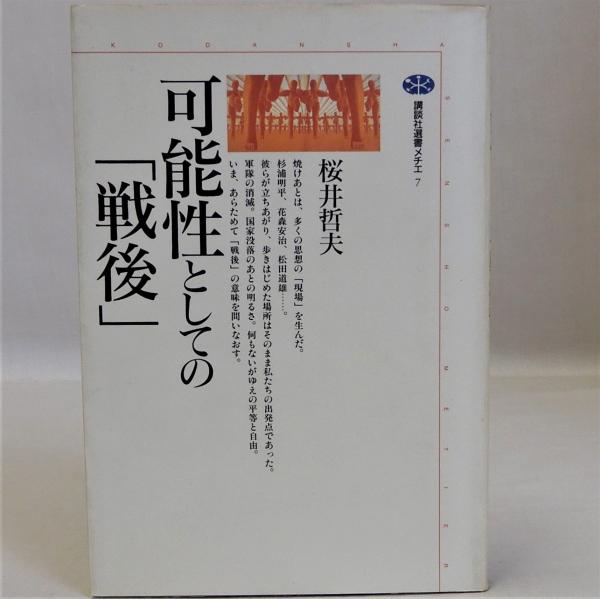 KODANSHA
SENSHO METIER
講談社選書メチエ 7
桜井哲夫
焼けあとは、多くの思想の「現場」を生んだ。
杉浦明平、花森安治、松田道雄……。
彼らが立ちあがり、歩きはじめた場所はそのまま私たちの出発点であった。
軍隊の消滅。国家没落のあとの明るさ。何もないがゆえの平等と自由。
いま、あらためて「戦後」の意味を問いなおす。
可能性としての
「戦後」